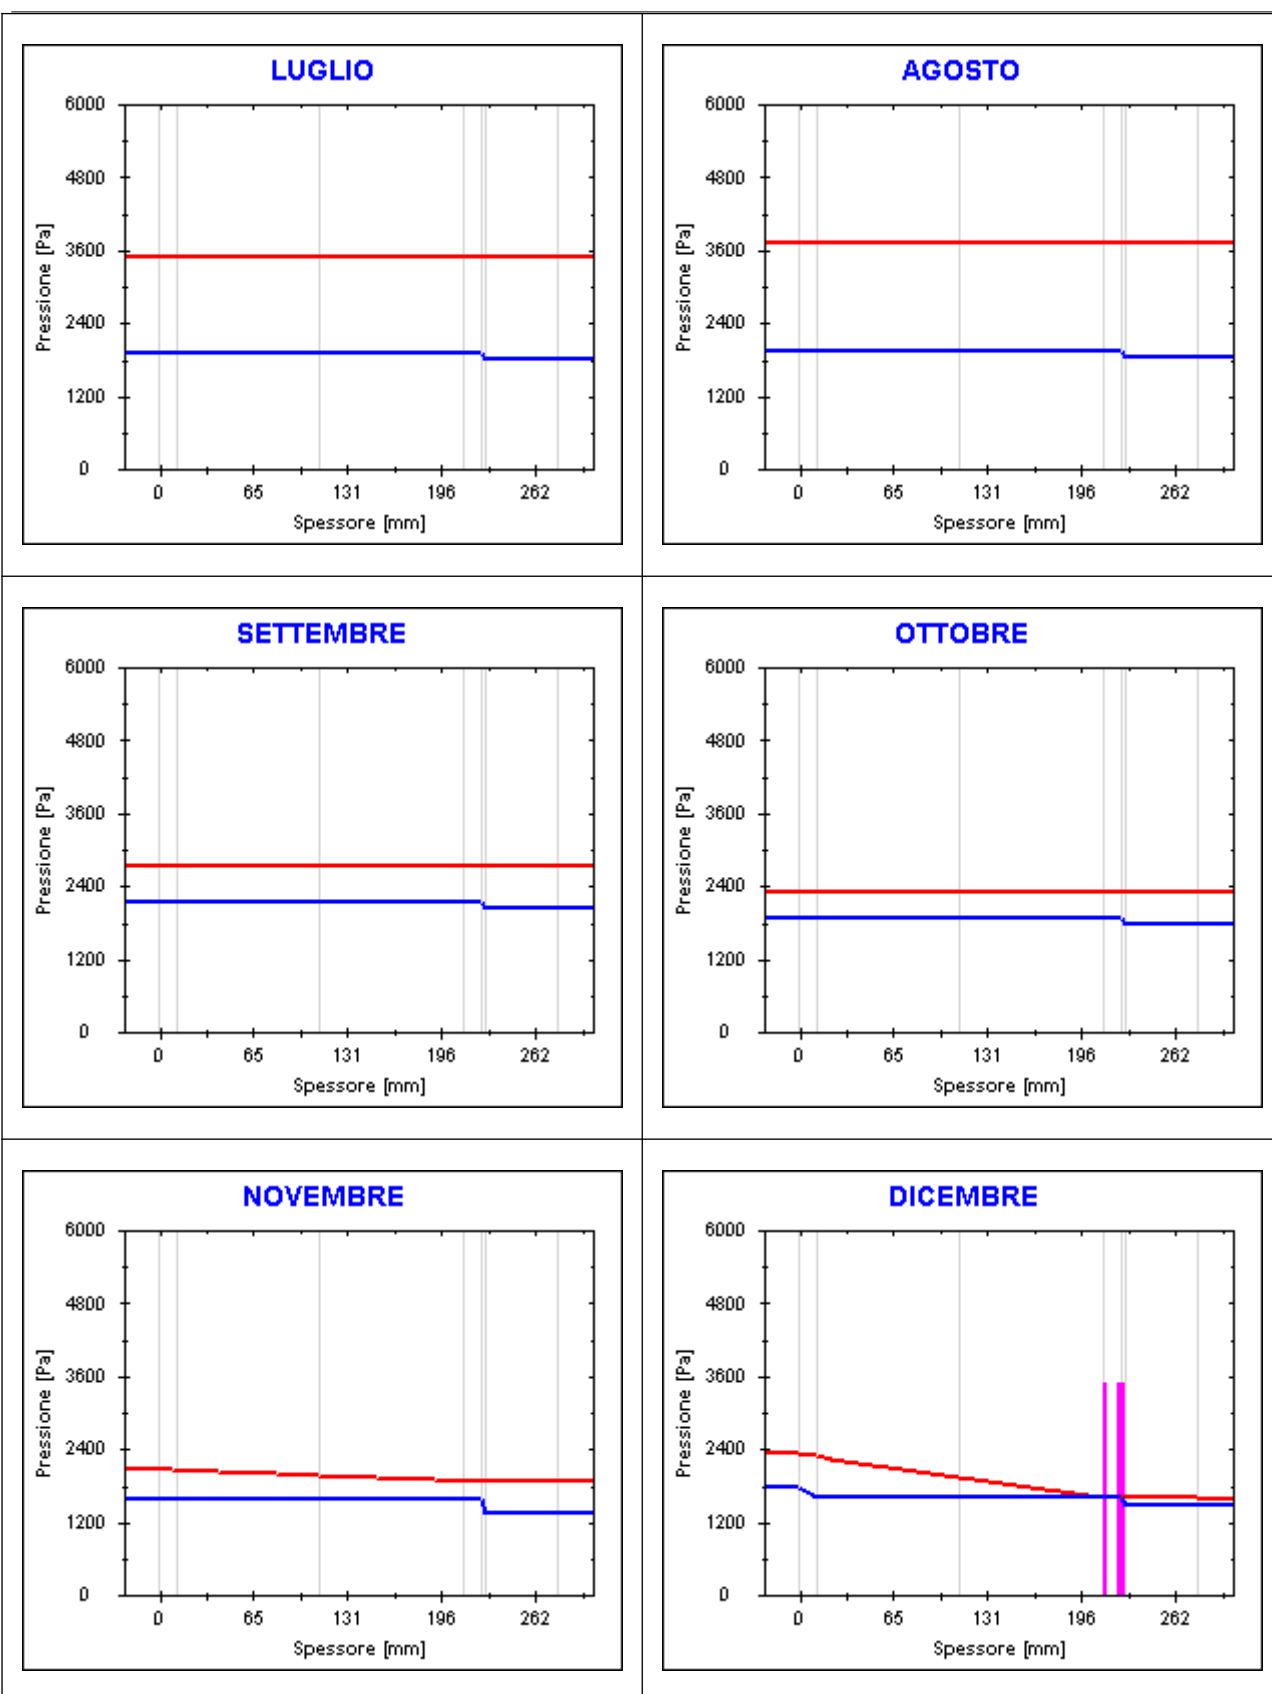 LUGLIO
6000
4800
3600
2400
1200
0
Pressione [Pa]
0 65 131 196 262
Spessore [mm]
AGOSTO
6000
4800
3600
2400
1200
0
Pressione [Pa]
0 65 131 196 262
Spessore [mm]
SETTEMBRE
6000
4800
3600
2400
1200
0
Pressione [Pa]
0 65 131 196 262
Spessore [mm]
OTTOBRE
6000
4800
3600
2400
1200
0
Pressione [Pa]
0 65 131 196 262
Spessore [mm]
NOVEMBRE
6000
4800
3600
2400
1200
0
Pressione [Pa]
0 65 131 196 262
Spessore [mm]
DICEMBRE
6000
4800
3600
2400
1200
0
Pressione [Pa]
0 65 131 196 262
Spessore [mm]